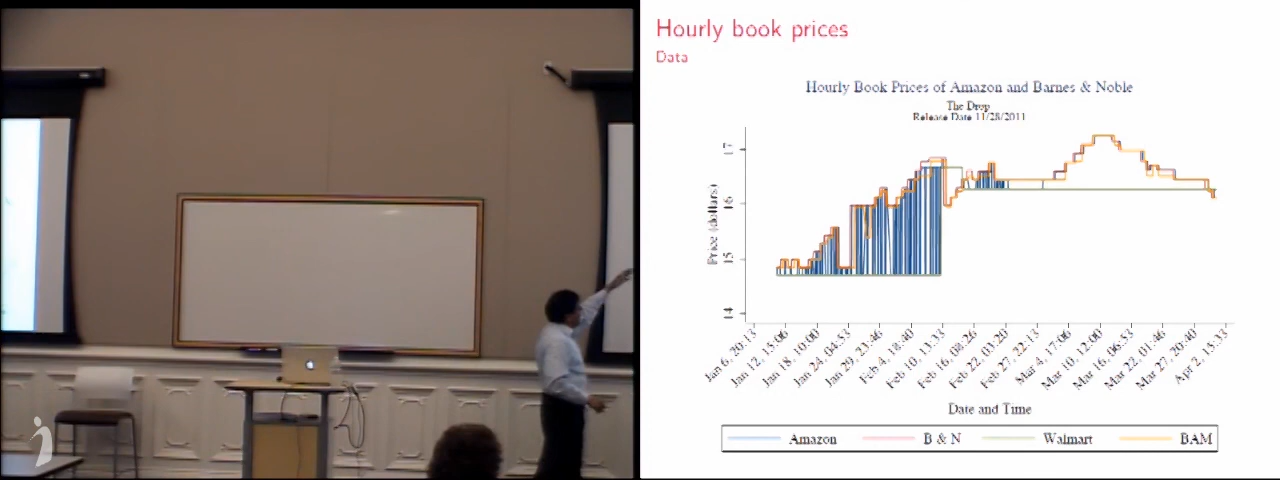 Hourly book prices
Data
Hourly Book Prices of Amazon and Barnes & Noble
The Drop
Release Date 11/28/2011
Price (dollars)
17
16
15
14
Jan 6, 20:13
Jan 12, 15:06
Jan 18, 10:00
Jan 24, 04:53
Jan 29, 23:46
Feb 4, 18:40
Feb 10, 13:33
Feb 16, 08:26
Feb 22, 03:20
Feb 27, 22:13
Mar 4, 17:06
Mar 10, 12:00
Mar 16, 06:53
Mar 22, 01:46
Mar 27, 20:40
Apr 2, 15:33
Date and Time
Amazon
B & N
Walmart
BAM